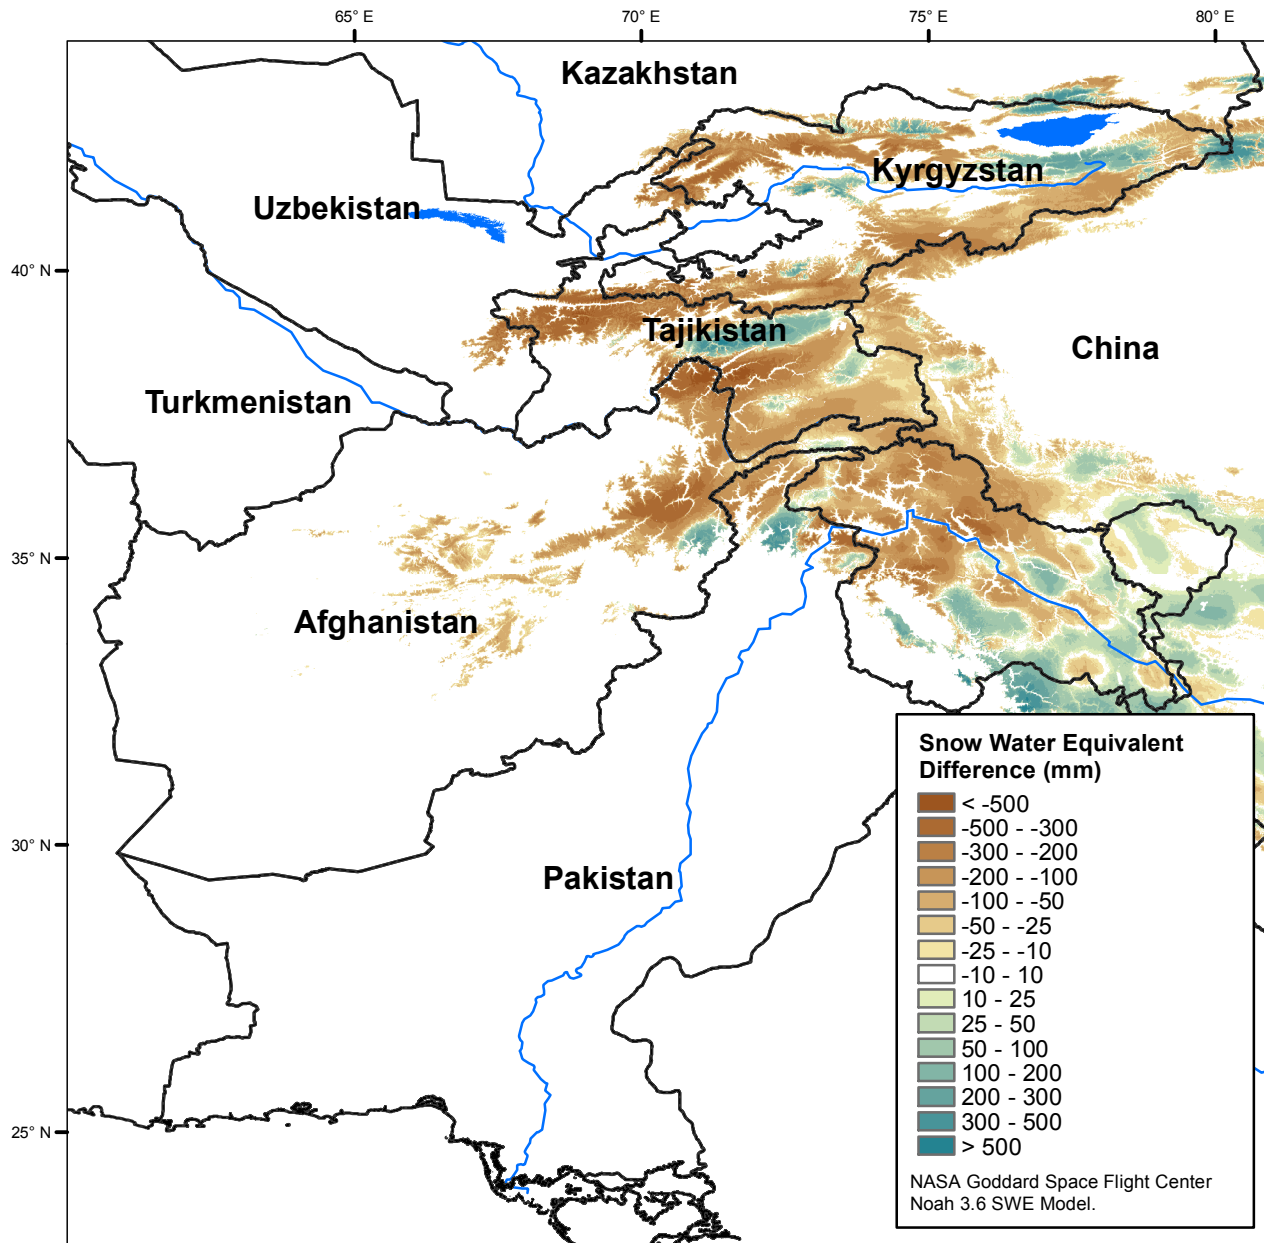 65° E
70° E
75° E
80° E
Kazakhstan
Kyrgyzstan
Uzbekistan
40° N
Tajikistan
China
Turkmenistan
35° N
Afghanistan
30° N
Pakistan
25° N
Snow Water Equivalent
Difference (mm)
< -500
-500 - -300
-300 - -200
-200 - -100
-100 - -50
-50 - -25
-25 - -10
-10 - 10
10 - 25
25 - 50
50 - 100
100 - 200
200 - 300
300 - 500
> 500
NASA Goddard Space Flight Center
Noah 3.6 SWE Model.